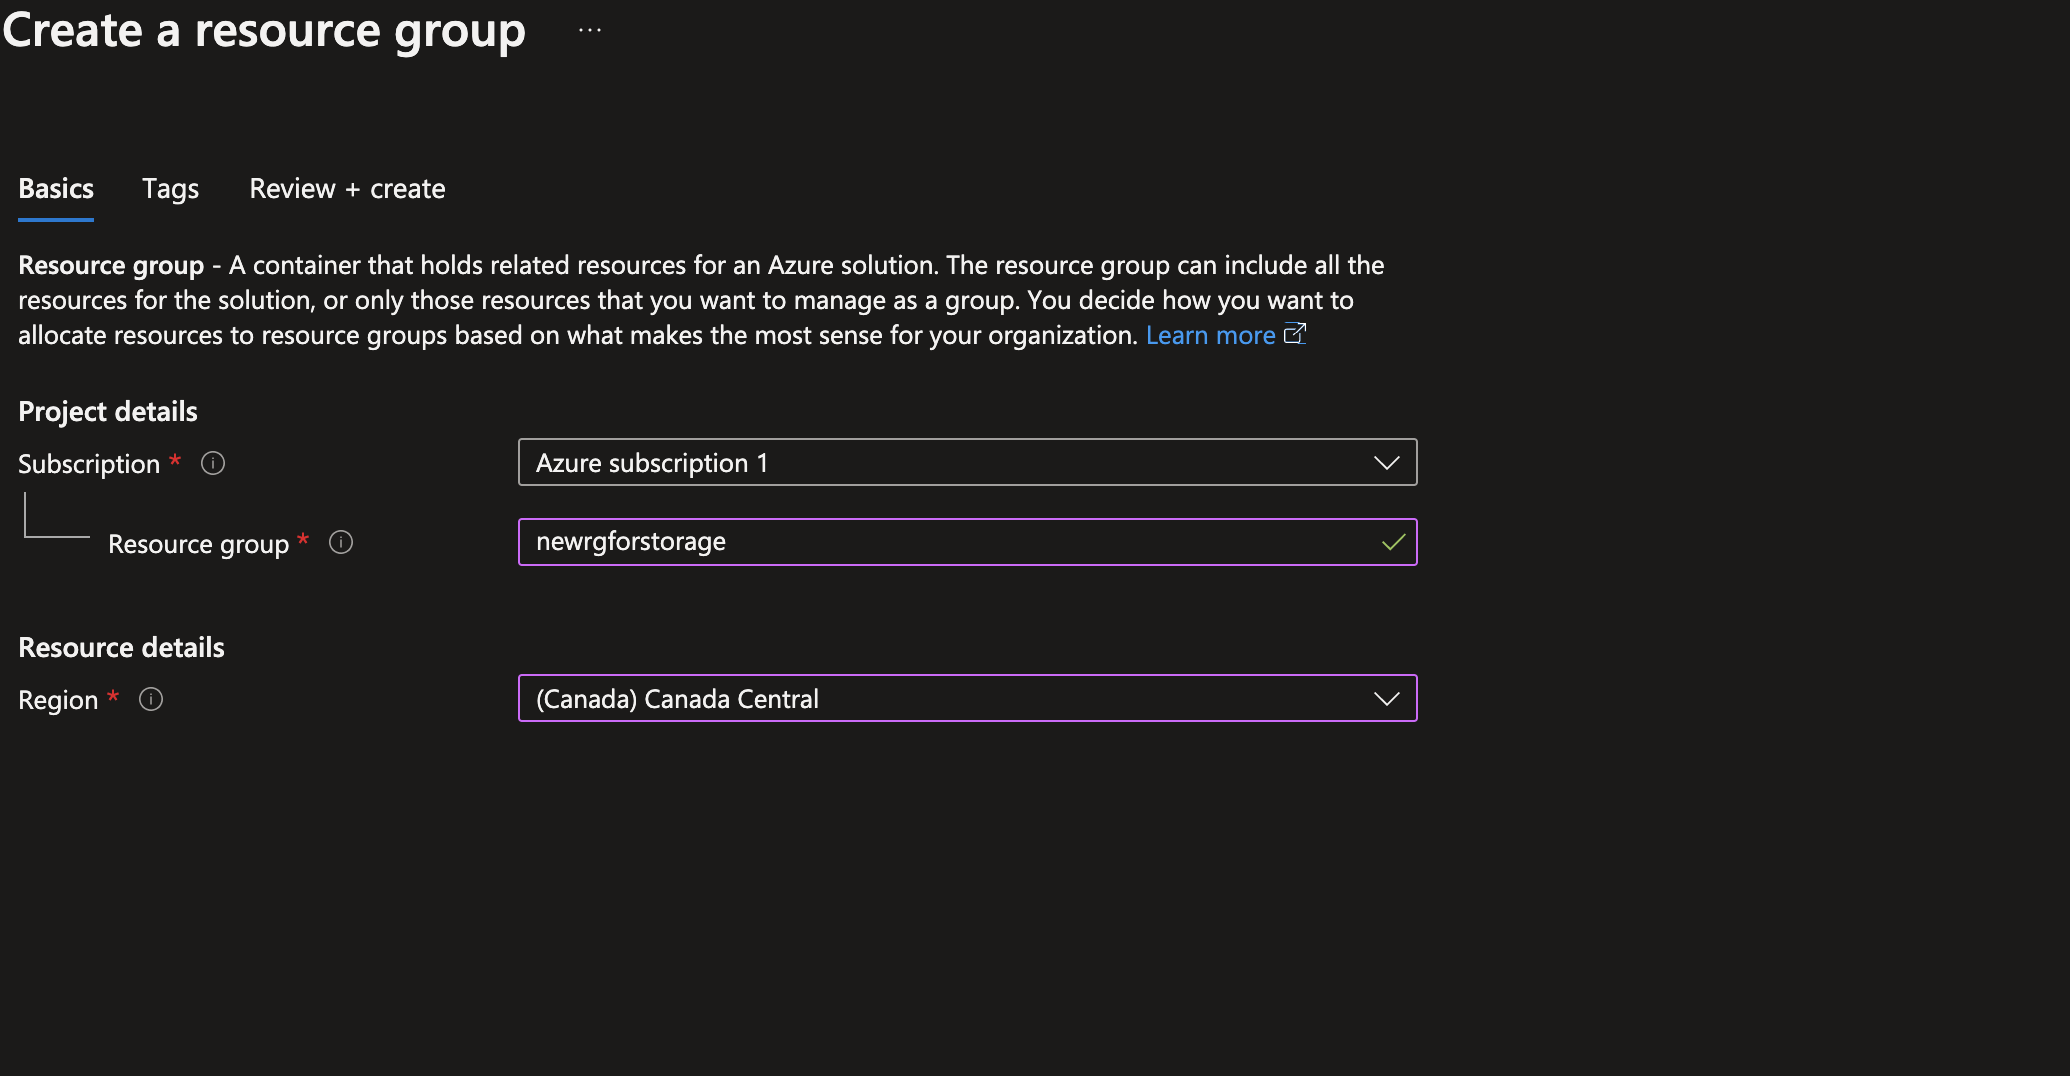 Create a resource group ...
Basics Tags Review + create
Resource group - A container that holds related resources for an Azure solution. The resource group can include all the
resources for the solution, or only those resources that you want to manage as a group. You decide how you want to
allocate resources to resource groups based on what makes the most sense for your organization. Learn more
Project details
Subscription * Azure subscription 1
Resource group * newrgforstorage
Resource details
Region * (Canada) Canada Central